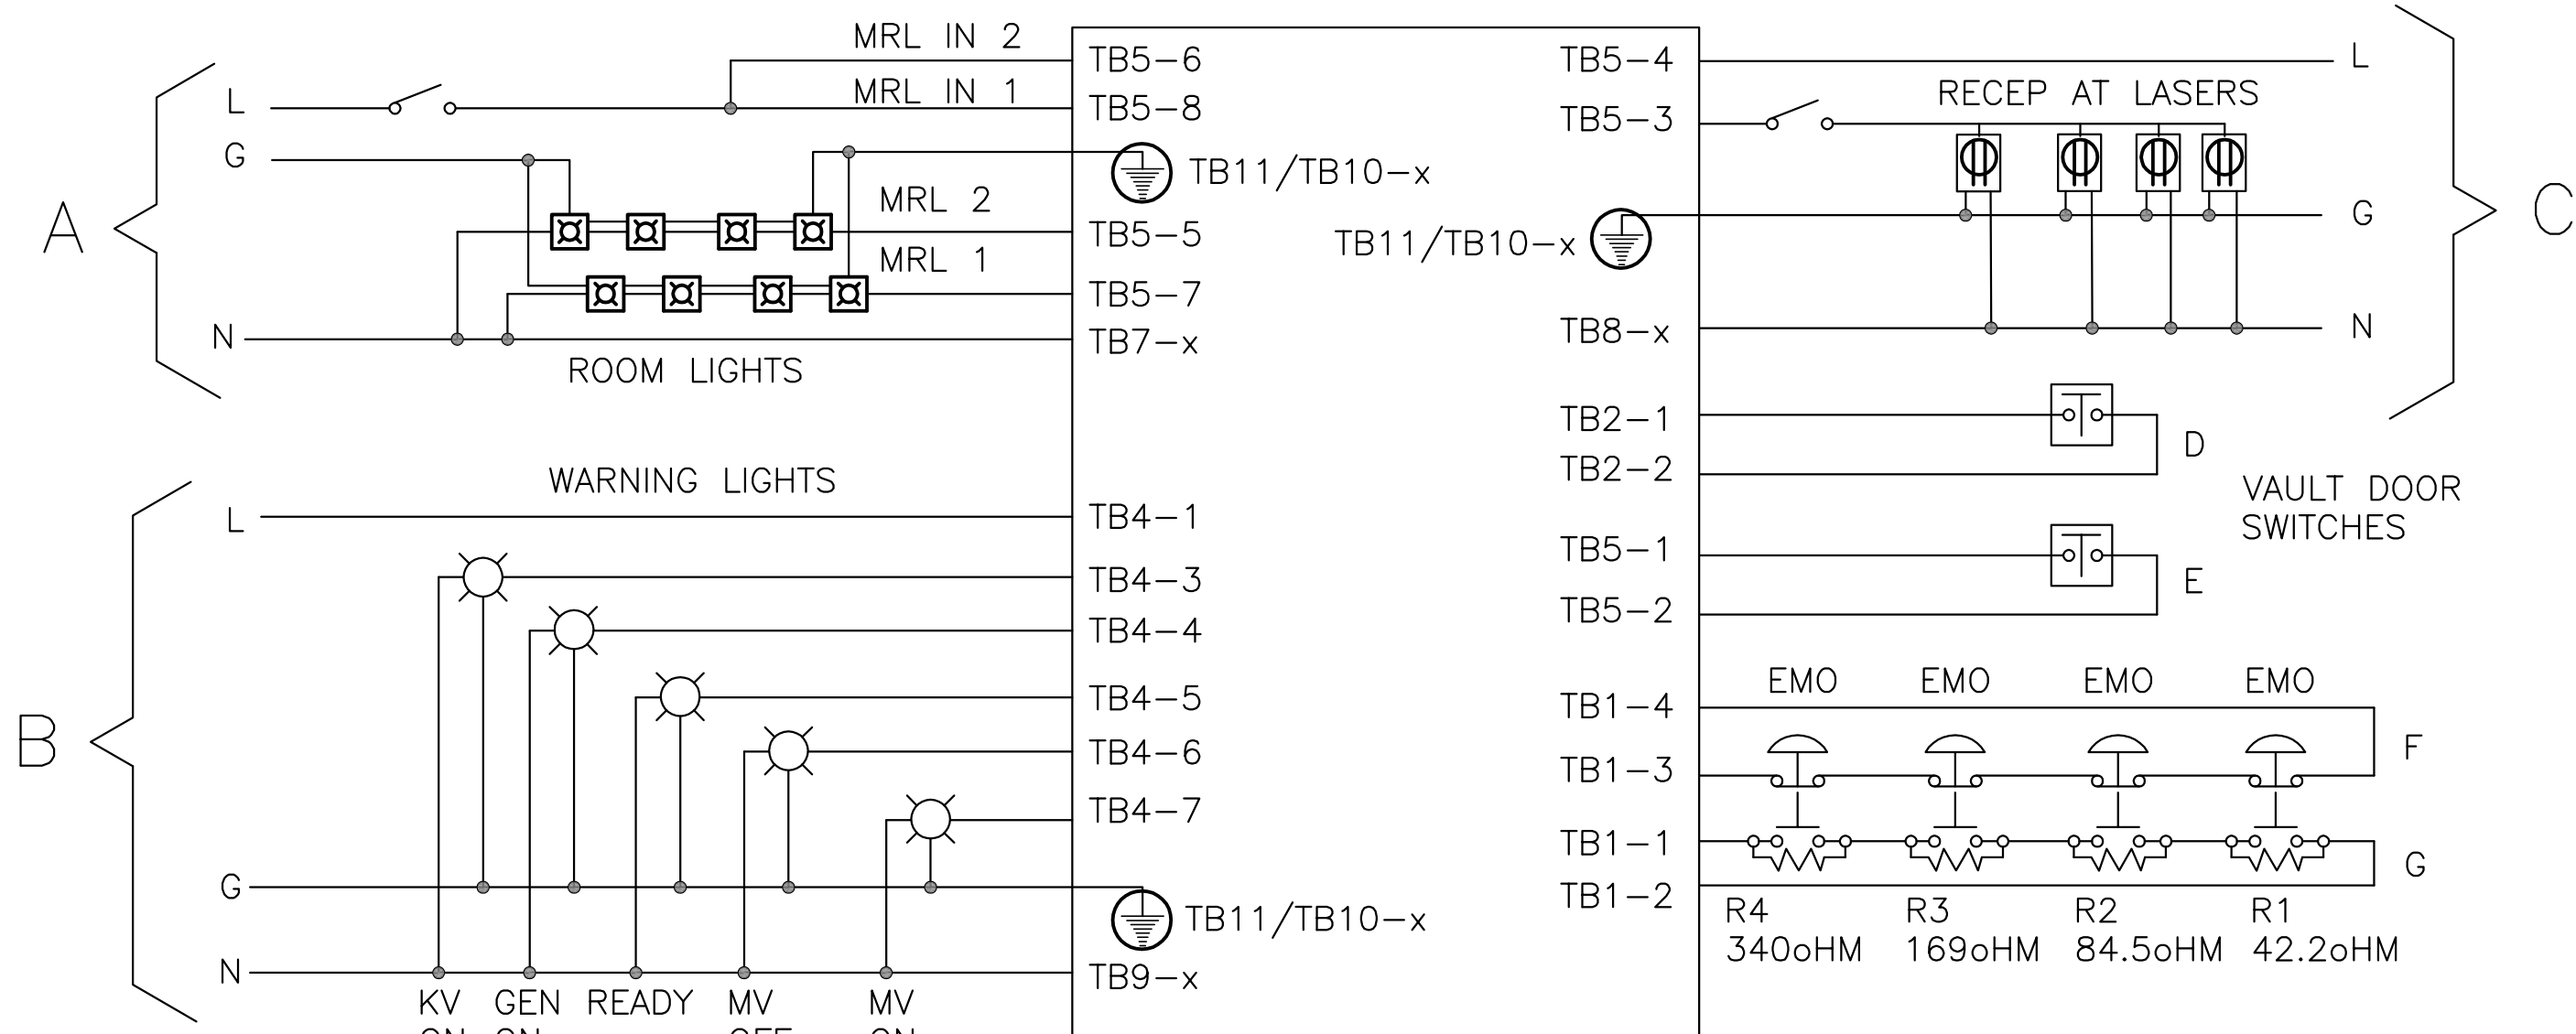 A
L
G
N
MRL IN 2
MRL IN 1
MRL 2
MRL 1
ROOM LIGHTS
TB5-6
TB5-8
TB11/TB10-x
TB5-5
TB5-7
TB7-x
B
WARNING LIGHTS
L
G
N
TB4-1
TB4-3
TB4-4
TB4-5
TB4-6
TB4-7
TB11/TB10-x
TB9-x
KV GEN READY MV MV
ON ON OFF ON
TB5-4
TB5-3
TB11/TB10-x
TB8-x
RECEP AT LASERS
L
G
N
C
TB2-1
TB2-2
D
VAULT DOOR
SWITCHES
TB5-1
TB5-2
E
EMO EMO EMO EMO
TB1-4
TB1-3
F
TB1-1
TB1-2
G
R4 R3 R2 R1
340oHM 169oHM 84.5oHM 42.2oHM